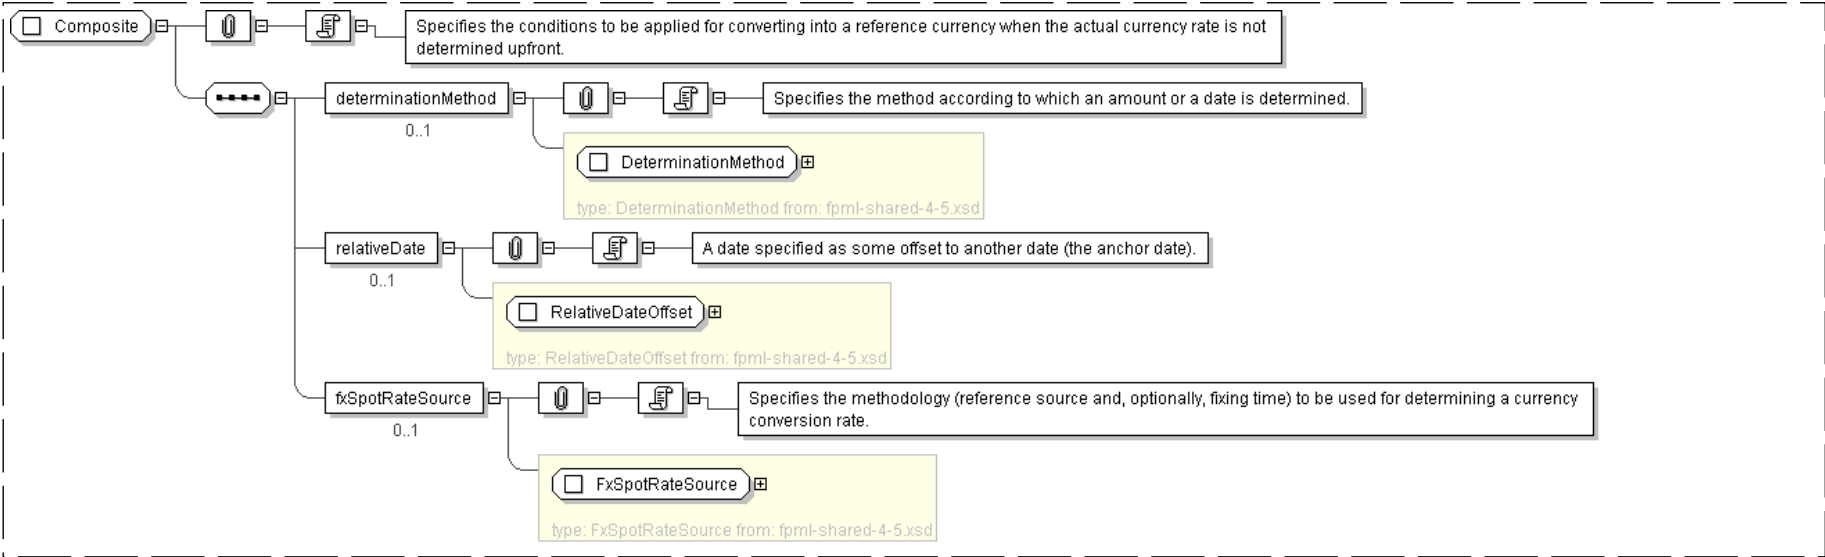 Composite
Specifies the conditions to be applied for converting into a reference currency when the actual currency rate is not
determined upfront.
determinationMethod
Specifies the method according to which an amount or a date is determined.
0..1
DeterminationMethod
type: DeterminationMethod from: fpml-shared-4-5.xsd
relativeDate
A date specified as some offset to another date (the anchor date).
0..1
RelativeDateOffset
type: RelativeDateOffset from: fpml-shared-4-5.xsd
fxSpotRateSource
Specifies the methodology (reference source and, optionally, fixing time) to be used for determining a currency
conversion rate.
0..1
FxSpotRateSource
type: FxSpotRateSource from: fpml-shared-4-5.xsd